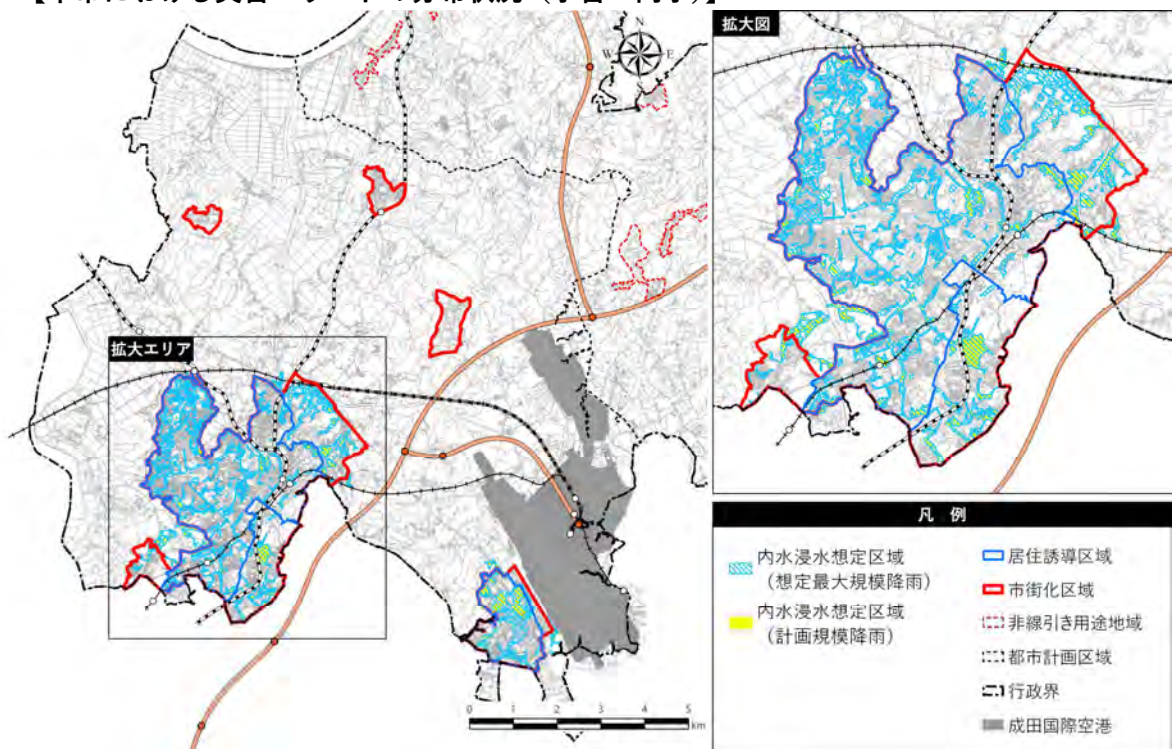 拡大図
N
W
E
拡大エリア
0 1 2 3 4 5
km
凡 例
内水浸水想定区域
（想定最大規模降雨）
内水浸水想定区域
（計画規模降雨）
居住誘導区域
市街化区域
非線引き用途地域
都市計画区域
行政界
成田国際空港